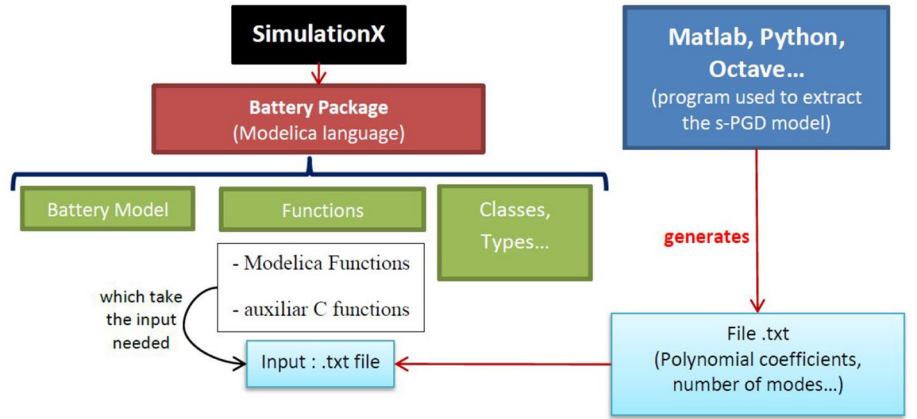 SimulationX
Battery Package
(Modelica language)
Battery Model
Functions
Classes,
Types...
- Modelica Functions
- auxiliar C functions
which take
the input
needed
Input : .txt file
Matlab, Python,
Octave...
(program used to extract
the s-PGD model)
generates
File .txt
(Polynomial coefficients,
number of modes...)